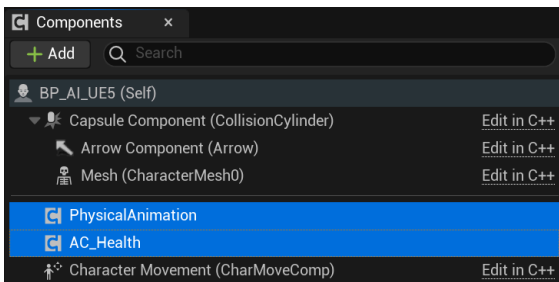 Components ×
+ Add Search
BP_AI_UE5 (Self)
Capsule Component (CollisionCylinder) Edit in C++
Arrow Component (Arrow) Edit in C++
Mesh (CharacterMesh0) Edit in C++
PhysicalAnimation
AC_Health
Character Movement (CharMoveComp) Edit in C++